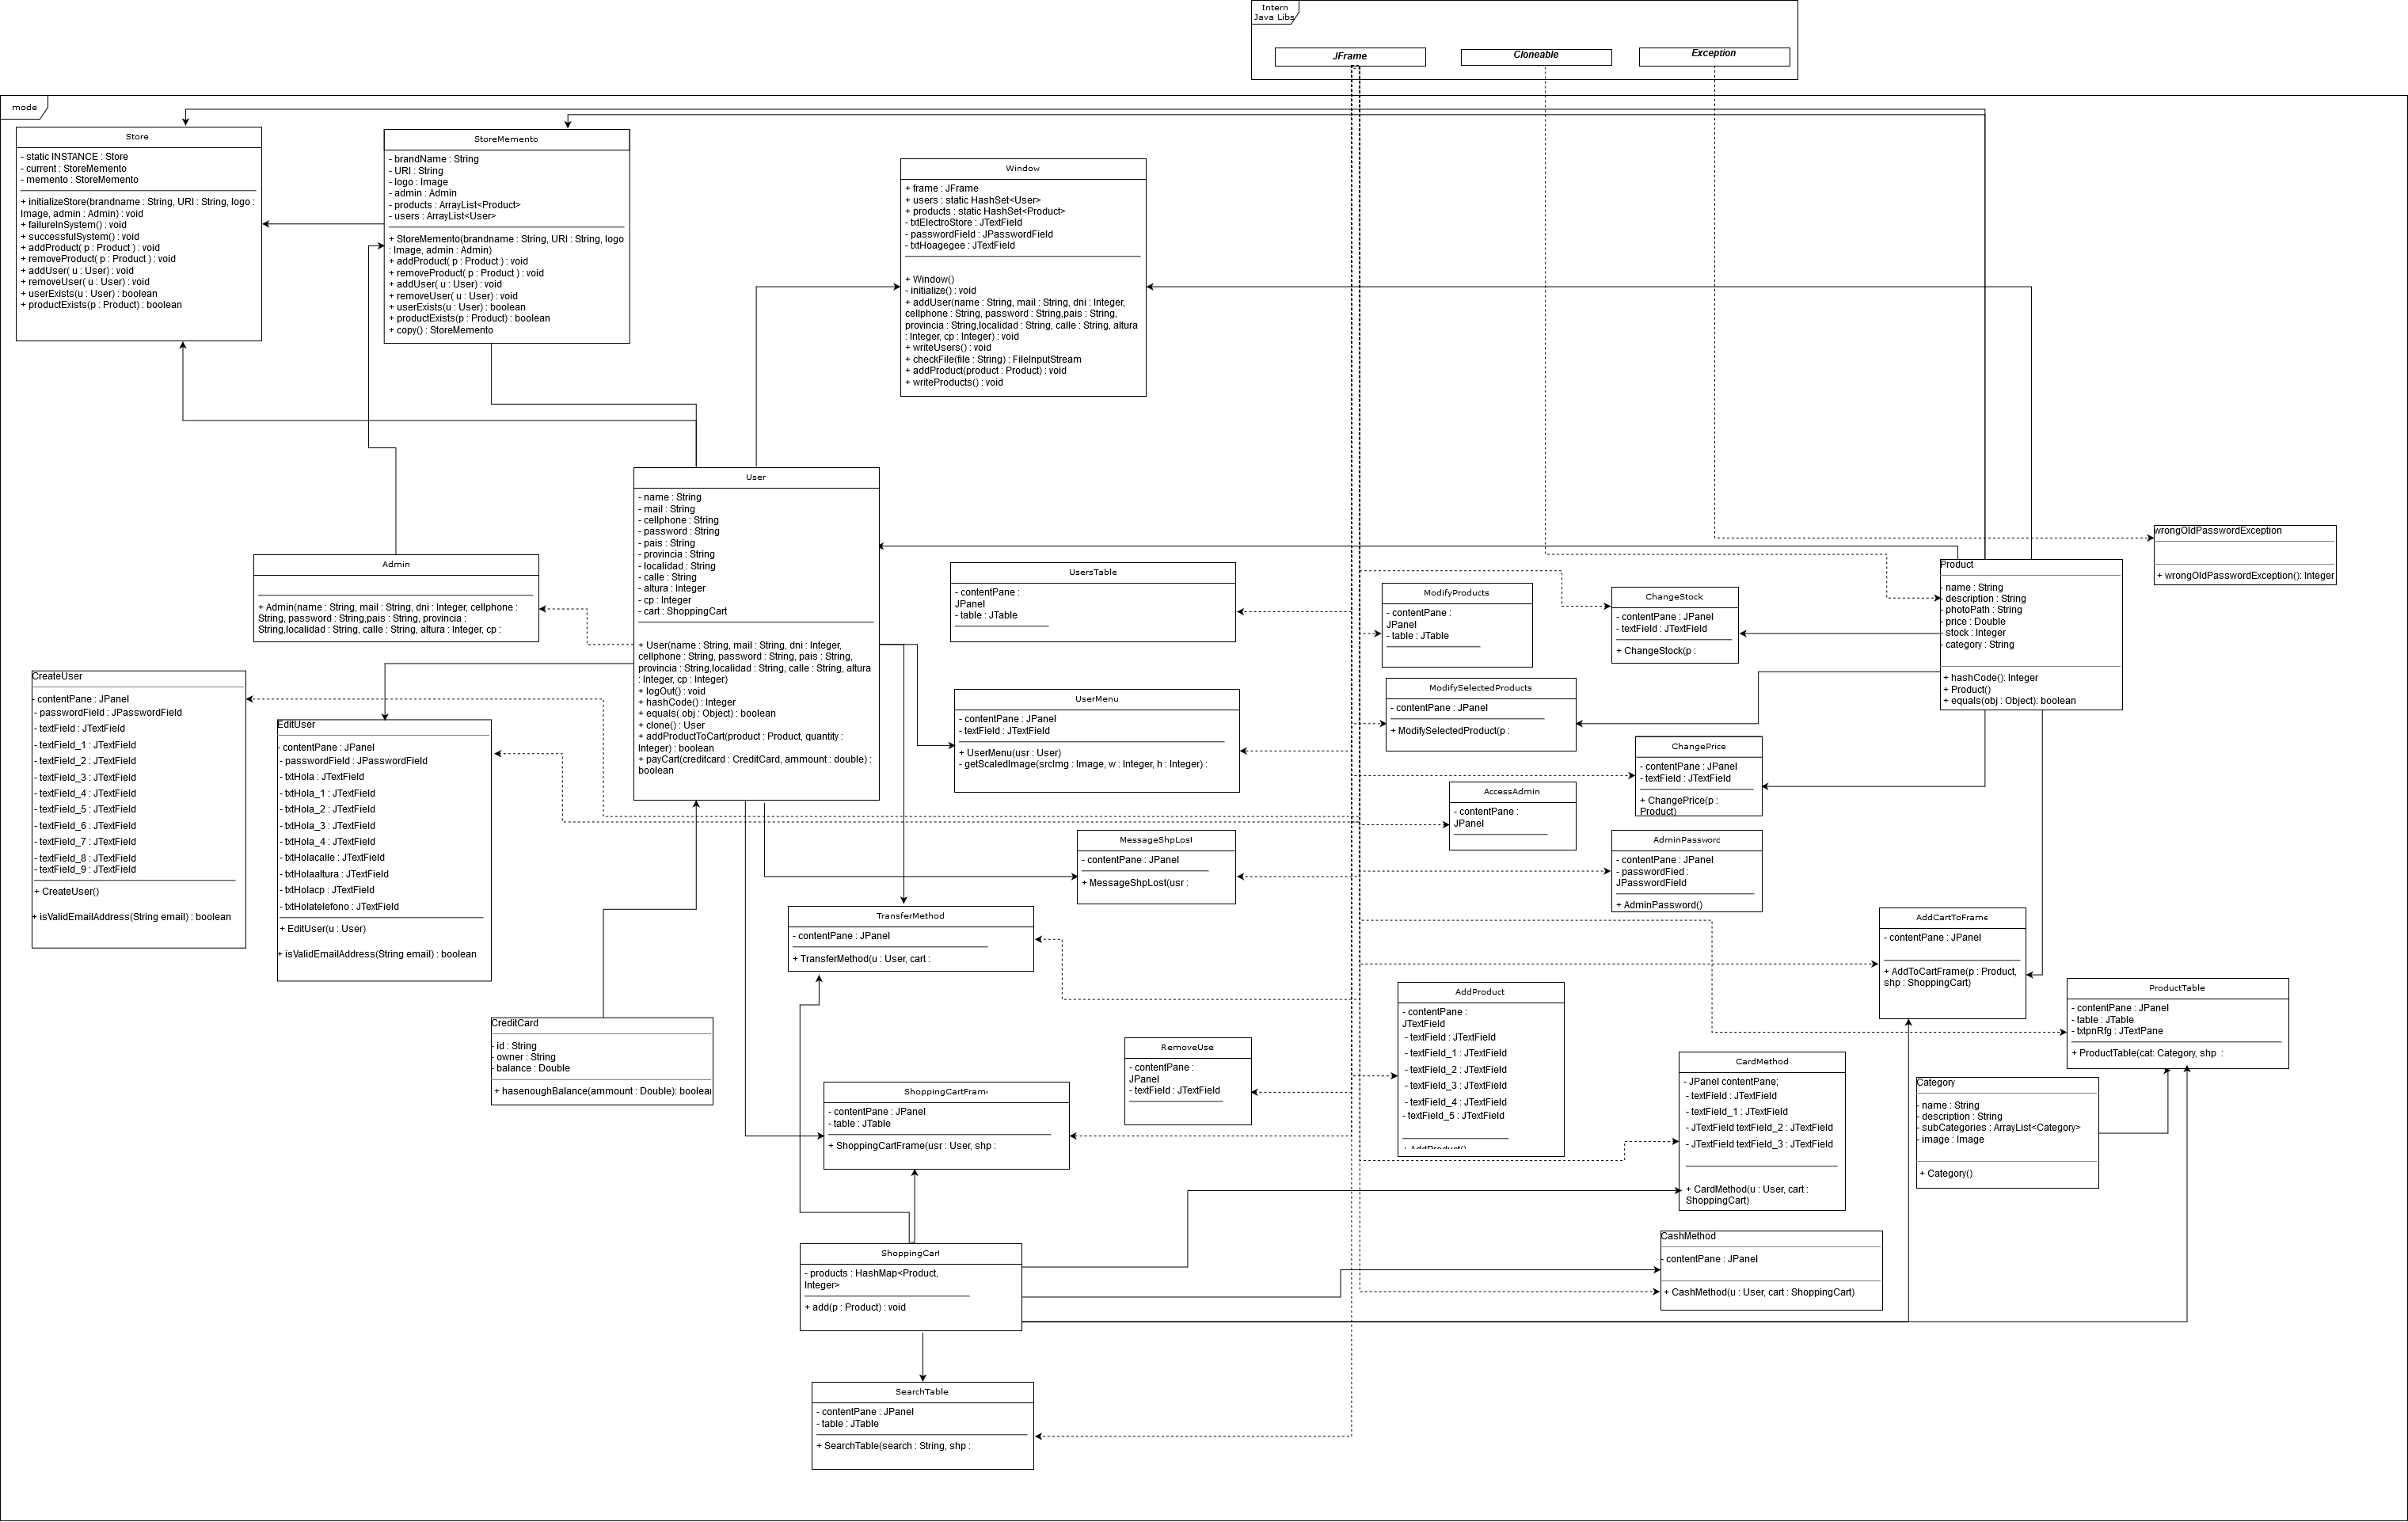 Intern
Java Libs
JFrame
Cloneable
Exception
mode
Store
- static INSTANCE : Store
- current : StoreMemento
- memento : StoreMemento
+ initializeStore(brandname : String, URI : String, logo :
Image, admin : Admin) : void
+ failureInSystem() : void
+ successfulSystem() : void
+ addProduct( p : Product ) : void
+ removeProduct( p : Product ) : void
+ addUser( u : User) : void
+ removeUser( u : User) : void
+ userExists(u : User) : boolean
+ productExists(p : Product) : boolean
StoreMemento
- brandName : String
- URI : String
- logo : Image
- admin : Admin
- products : ArrayList<Product>
- users : ArrayList<User>
+ StoreMemento(brandname : String, URI : String, logo
: Image, admin : Admin)
+ addProduct( p : Product) : void
+ removeProduct( p : Product ) : void
+ addUser( u : User) : void
+ removeUser( u : User) : void
+ userExists(u : User) : boolean
+ productExists(p : Product) : boolean
+ copy() : StoreMemento
Window
+ frame : JFrame
+ users : static HashSet<User>
+ products : static HashSet<Product>
- txtElectroStore : JTextField
- passwordField : JPasswordField
- txtHoagegee : JTextField
+ Window()
- initialize() : void
+ addUser(name : String, mail : String, dni : Integer,
cellphone : String, password : String,pais : String,
provincia : String,localidad : String, calle : String, altura
: Integer, cp : Integer) : void
+ writeUsers() : void
+ checkFile(file : String) : FileInputStream
+ addProduct(product : Product) : void
+ writeProducts() : void
User
- name : String
- mail : String
- cellphone : String
- password : String
- pais : String
- provincia : String
- localidad : String
- calle : String
- altura : Integer
- cp : Integer
- cart : ShoppingCart
+ User(name : String, mail : String, dni : Integer,
cellphone : String, password : String, pais : String,
provincia : String,localidad : String, calle : String, altura
: Integer, cp : Integer)
+ logOut() : void
+ hashCode() : Integer
+ equals( obj : Object) : boolean
+ clone() : User
+ addProductToCart(product : Product, quantity :
Integer) : boolean
+ payCart(creditcard : CreditCard, ammount : double) :
boolean
Admin
+ Admin(name : String, mail : String, dni : Integer, cellphone :
String, password : String,pais : String, provincia :
String,localidad : String, calle : String, altura : Integer, cp :
UsersTable
- contentPane :
JPanel
- table : JTable
ModifyProducts
- contentPane :
JPanel
- table : JTable
ChangeStock
- contentPane : JPanel
- textField : JTextField
+ ChangeStock(p :
Product
- name : String
- description : String
- photoPath : String
- price : Double
- stock : Integer
- category : String
+ hashCode(): Integer
+ Product()
+ equals(obj : Object): boolean
wrongOldPasswordException
+ wrongOldPasswordException(): Integer
CreateUser
- contentPane : JPanel
- passwordField : JPasswordField
- textField : JTextField
- textField_1 : JTextField
- textField_2 : JTextField
- textField_3 : JTextField
- textField_4 : JTextField
- textField_5 : JTextField
- textField_6 : JTextField
- textField_7 : JTextField
- textField_8 : JTextField
- textField_9 : JTextField
+ CreateUser()
+ isValidEmailAddress(String email) : boolean
EditUser
- contentPane : JPanel
- passwordField : JPasswordField
- txtHola : JTextField
- txtHola_1 : JTextField
- txtHola_2 : JTextField
- txtHola_3 : JTextField
- txtHola_4 : JTextField
- txtHolacalle : JTextField
- txtHolaaltura : JTextField
- txtHolacp : JTextField
- txtHolatelefono : JTextField
+ EditUser(u : User)
+ isValidEmailAddress(String email) : boolean
UserMenu
- contentPane : JPanel
- textField : JTextField
+ UserMenu(usr : User)
- getScaledImage(srcImg : Image, w : Integer, h : Integer) :
ModifySelectedProducts
- contentPane : JPanel
+ ModifySelectedProduct(p :
ChangePrice
- contentPane : JPanel
- textField : JTextField
+ ChangePrice(p :
Product)
AccessAdmin
- contentPane :
JPanel
MessageShpLost
- contentPane : JPanel
+ MessageShpLost(usr :
AdminPassword
- contentPane : JPanel
- passwordFied :
JPasswordField
+ AdminPassword()
TransferMethod
- contentPane : JPanel
+ TransferMethod(u : User, cart :
AddCartToFrame
- contentPane : JPanel
+ AddToCartFrame(p : Product,
shp : ShoppingCart)
ProductTable
- contentPane : JPanel
- table : JTable
- txtpnRfg : JTextPane
+ ProductTable(cat: Category, shp :
CreditCard
- id : String
- owner : String
- balance : Double
+ hasenoughBalance(ammount : Double): boolea
AddProduct
- contentPane :
JTextField
- textField : JTextField
- textField_1 : JTextField
- textField_2 : JTextField
- textField_3 : JTextField
- textField_4 : JTextField
- textField_5 : JTextField
+ AddProduct()
RemoveUse
- contentPane :
JPanel
- textField : JTextField
CardMethod
- JPanel contentPane;
- textField : JTextField
- textField_1 : JTextField
- JTextField textField_2 : JTextField
- JTextField textField_3 : JTextField
+ CardMethod(u : User, cart :
ShoppingCart)
Category
- name : String
- description : String
- subCategories : ArrayList<Category>
- image : Image
+ Category()
ShoppingCartFrame
- contentPane : JPanel
- table : JTable
+ ShoppingCartFrame(usr : User, shp :
ShoppingCart
- products : HashMap<Product,
Integer>
+ add(p : Product) : void
CashMethod
- contentPane : JPanel
+ CashMethod(u : User, cart : ShoppingCart)
SearchTable
- contentPane : JPanel
- table : JTable
+ SearchTable(search : String, shp :